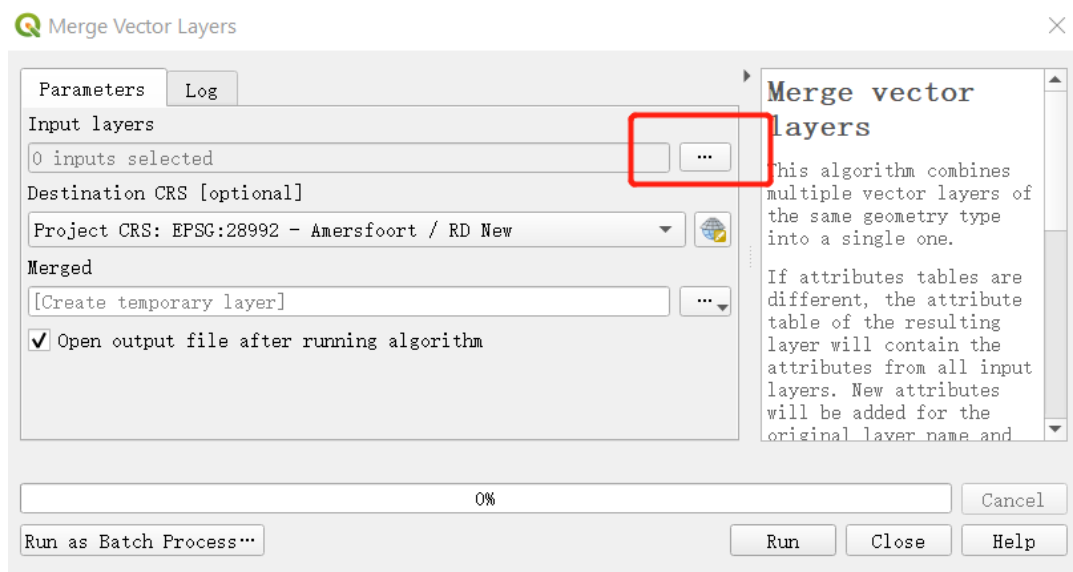 Merge Vector Layers
Parameters
Log
Input layers
0 inputs selected
...
Destination CRS [optional]
Project CRS: EPSG:28992 - Amersfoort / RD New
Merged
[Create temporary layer]
...
Open output file after running algorithm
Merge vector
layers
This algorithm combines
multiple vector layers of
the same geometry type
into a single one.
If attributes tables are
different, the attribute
table of the resulting
layer will contain the
attributes from all input
layers. New attributes
will be added for the
original layer name and
0%
Cancel
Run as Batch Process…
Run
Close
Help